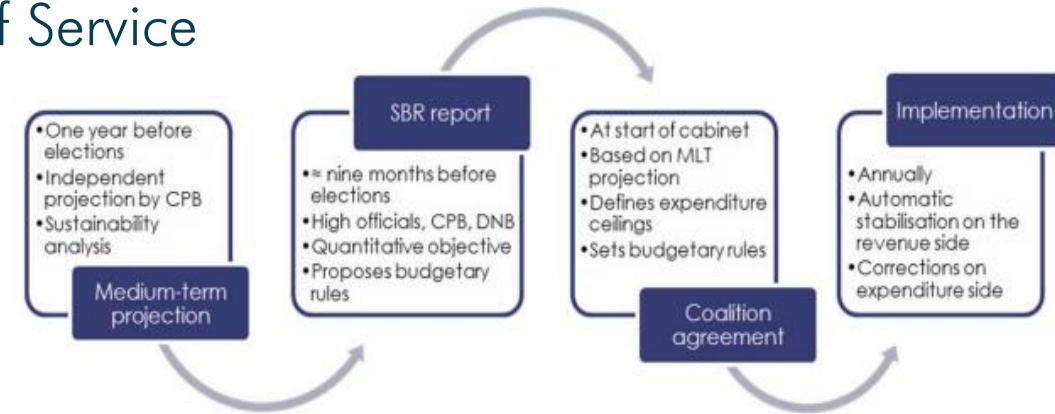 f Service
•One year before
elections
•Independent
projection by CPB
•Sustainability
analysis
Medium-term
projection
SBR report
•≈ nine months before
elections
•High officials, CPB, DNB
•Quantitative objective
•Proposes budgetary
rules
•At start of cabinet
•Based on MLT
projection
•Defines expenditure
ceilings
•Sets budgetary rules
Coalition
agreement
Implementation
•Annually
•Automatic
stabilisation on the
revenue side
•Corrections on
expenditure side